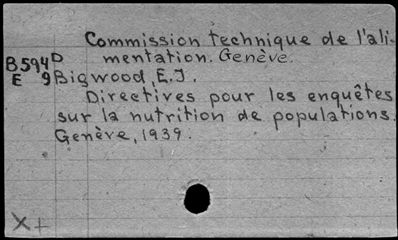 Commission technique de l'ali-
B594D mentation. Genève.
E 9 Bigwood, E.J.
Directives pour les enquêtes
sur la nutrition de populations.
Genève, 1939.
X+